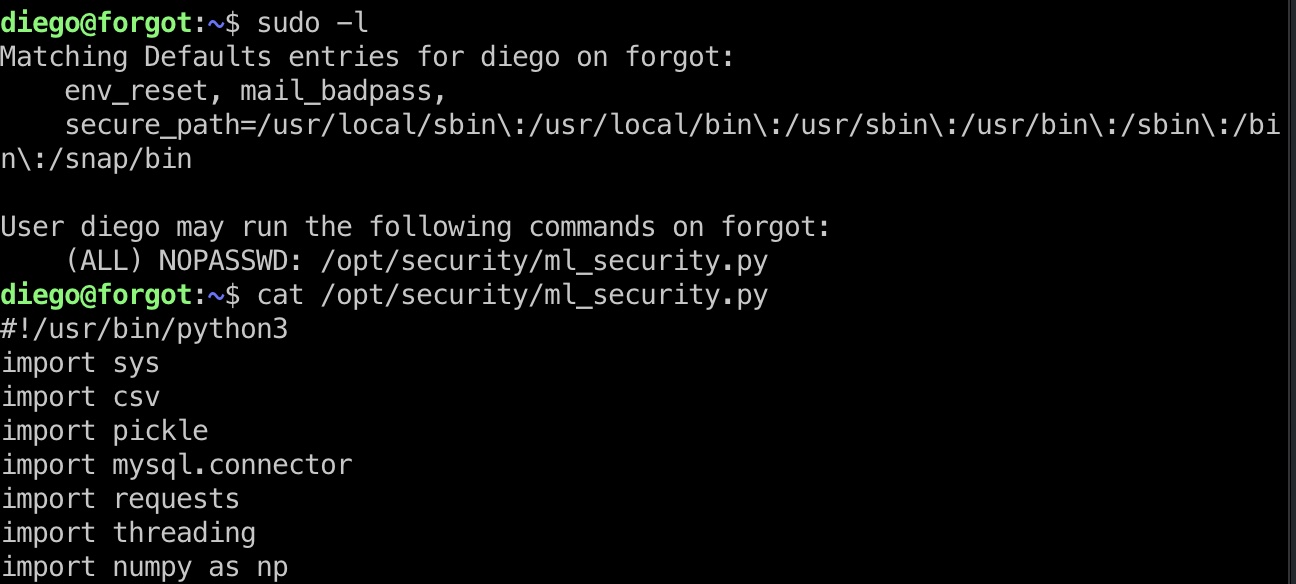 diego@forgot:~$ sudo -l
Matching Defaults entries for diego on forgot:
    env_reset, mail_badpass,
    secure_path=/usr/local/sbin\:/usr/local/bin\:/usr/sbin\:/usr/bin\:/sbin\:/bi
n\:/snap/bin

User diego may run the following commands on forgot:
    (ALL) NOPASSWD: /opt/security/ml_security.py
diego@forgot:~$ cat /opt/security/ml_security.py
#!/usr/bin/python3
import sys
import csv
import pickle
import mysql.connector
import requests
import threading
import numpy as np